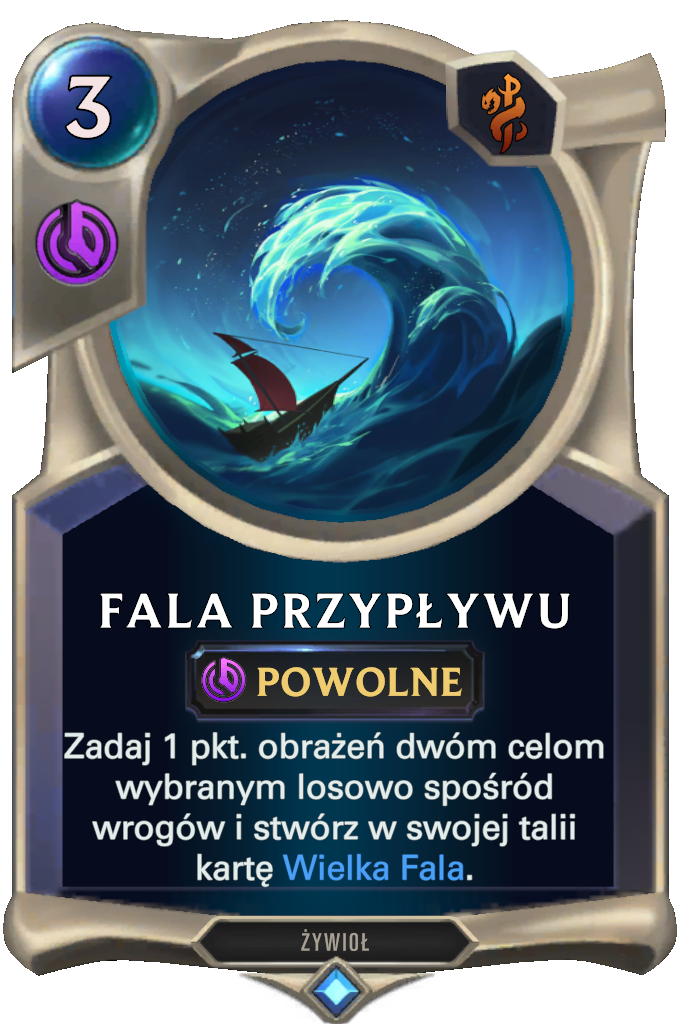 3
FALA PRZYPŁYWU
POWOLNE
Zadaj 1 pkt. obrażeń dwóm celom
wybranym losowo spośród
wrogów i stwórz w swojej talii
kartę Wielka Fala.
ŻYWIOŁ